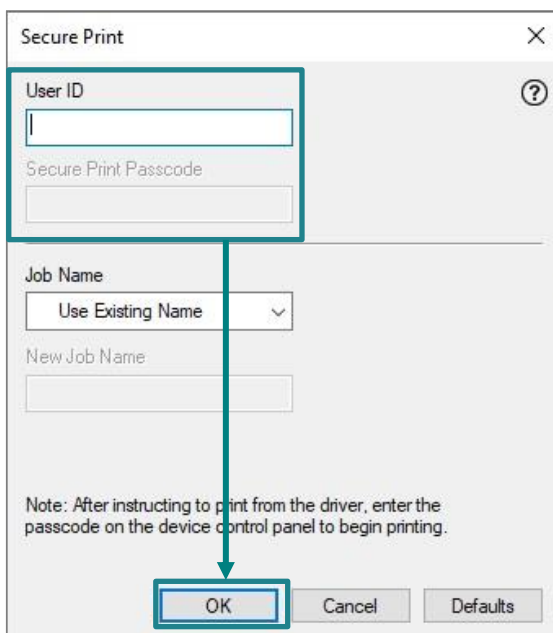 Secure Print
User ID
?
Secure Print Passcode
Job Name
Use Existing Name
New Job Name
Note: After instructing to print from the driver, enter the
passcode on the device control panel to begin printing.
OK Cancel Defaults